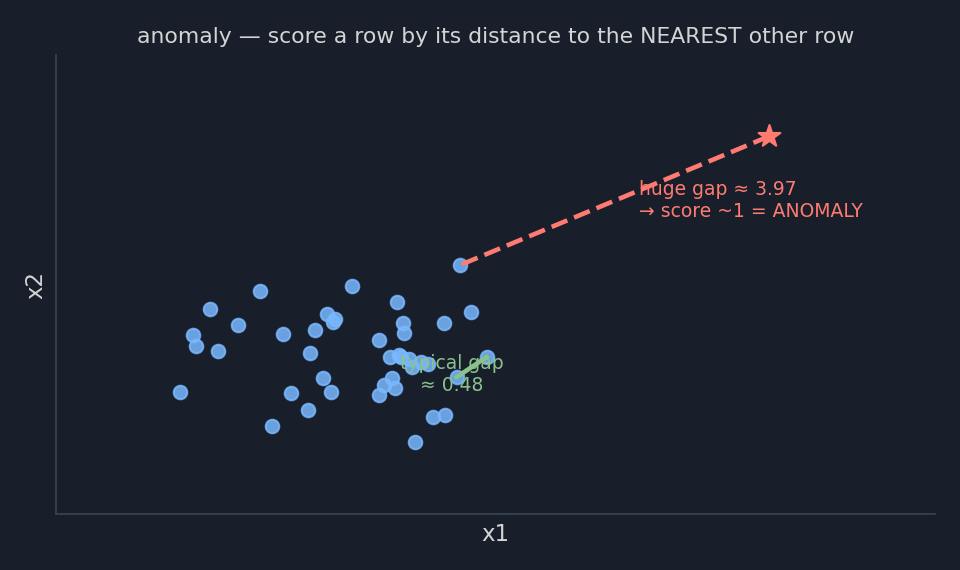 anomaly — score a row by its distance to the NEAREST other row
huge gap ≈ 3.97
→ score ~1 = ANOMALY
x2
typical gap
≈ 0.48
x1